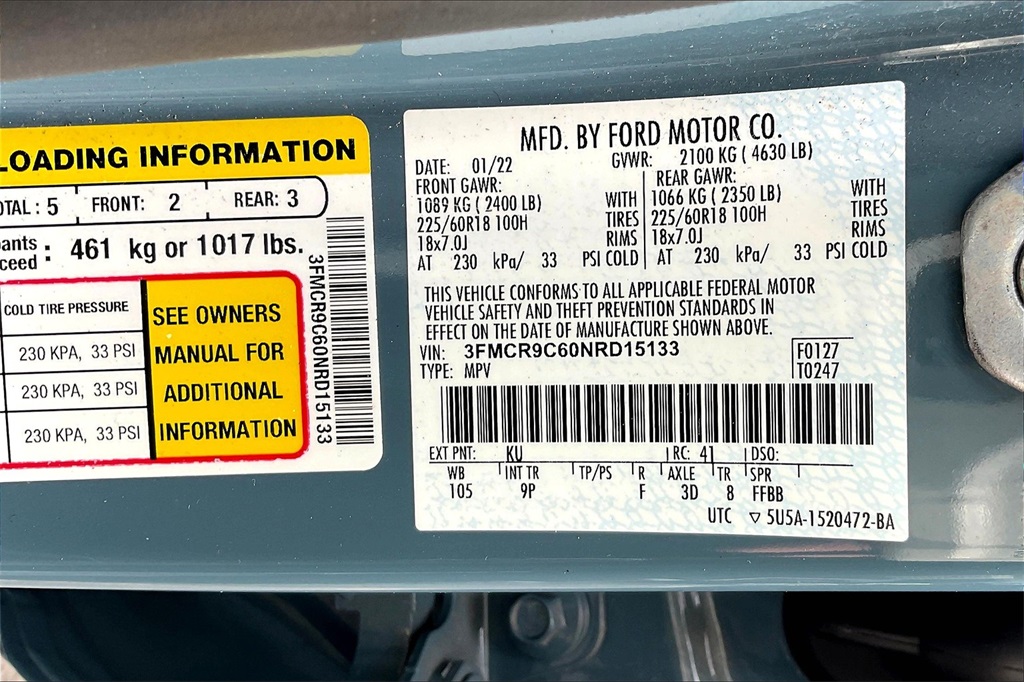 LOADING INFORMATION
OTAL : 5 FRONT: 2 REAR: 3
pants
ceed : 461 kg or 1017 lbs.
COLD TIRE PRESSURE
230 KPA, 33 PSI
230 KPA, 33 PSI
230 KPA, 33 PSI
SEE OWNERS
MANUAL FOR
ADDITIONAL
INFORMATION
3FMCR9C60NRD15133
MFD. BY FORD MOTOR CO.
DATE: 01/22 GVWR: 2100 KG ( 4630 LB)
FRONT GAWR:
1089 KG ( 2400 LB) WITH
225/60R18 100H TIRES
18x7.0J RIMS
AT 230 kPa/ 33 PSI COLD
REAR GAWR:
1066 KG ( 2350 LB) WITH
225/60R18 100H TIRES
18x7.0J RIMS
AT 230 kPa/ 33 PSI COLD
THIS VEHICLE CONFORMS TO ALL APPLICABLE FEDERAL MOTOR
VEHICLE SAFETY AND THEFT PREVENTION STANDARDS IN
EFFECT ON THE DATE OF MANUFACTURE SHOWN ABOVE.
VIN: 3FMCR9C60NRD15133 F0127
TYPE: MPV T0247
EXT PNT: KU RC: 41 DSO:
WB INT TR TP/PS R AXLE TR SPR
105 9P F 3D 8 FFBB
UTC ▽ 5U5A-1520472-BA